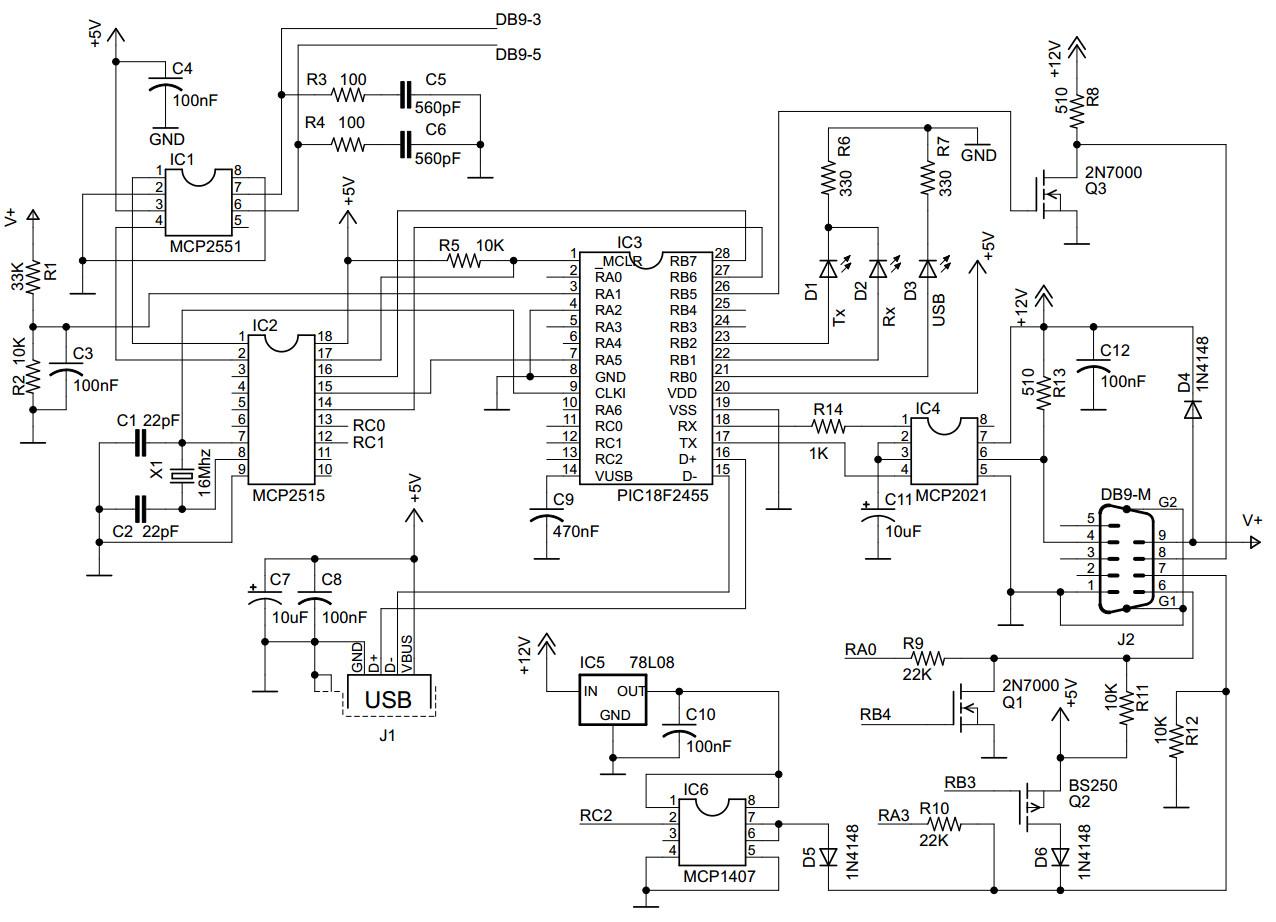 DB9-3
DB9-5
+5V
C4
100nF
GND
R3 100
C5
560pF
R4 100
C6
560pF
IC1
1
2
3
4
8
7
6
5
MCP2551
V+
33K
R1
R2
10K
C3
100nF
+5V
R5 10K
IC2
1
2
3
4
5
6
7
8
9
18
17
16
15
14
13
12
11
10
RC0
RC1
MCP2515
C1 22pF
X1
16Mhz
C2 22pF
IC3
1
2
3
4
5
6
7
8
9
10
11
12
13
14
MCLR
RA0
RA1
RA2
RA3
RA4
RA5
GND
CLKI
RA6
RC0
RC1
RC2
VUSB
RB7
RB6
RB5
RB4
RB3
RB2
RB1
RB0
VDD
VSS
RX
TX
D+
D-
28
27
26
25
24
23
22
21
20
19
18
17
16
15
PIC18F2455
C9
470nF
R6
330
R7
330
GND
D1
Tx
D2
Rx
D3
USB
+5V
+12V
510
R8
2N7000
Q3
+12V
510
R13
C12
100nF
D4
1N4148
R14
1K
IC4
1
2
3
4
8
7
6
5
MCP2021
C11
+
10uF
DB9-M
G2
5
4
3
2
1
9
8
7
6
G1
J2
V+
+5V
+
C7
10uF
C8
100nF
GND
D+
D-
VBUS
USB
J1
+12V
IC5 78L08
IN OUT
GND
C10
100nF
IC6
1
2
3
4
8
7
6
5
RC2
MCP1407
D5
1N4148
RA0
R9
22K
2N7000
Q1
RB4
+5V
10K
R11
10K
R12
RB3
BS250
Q2
RA3
R10
22K
D6
1N4148